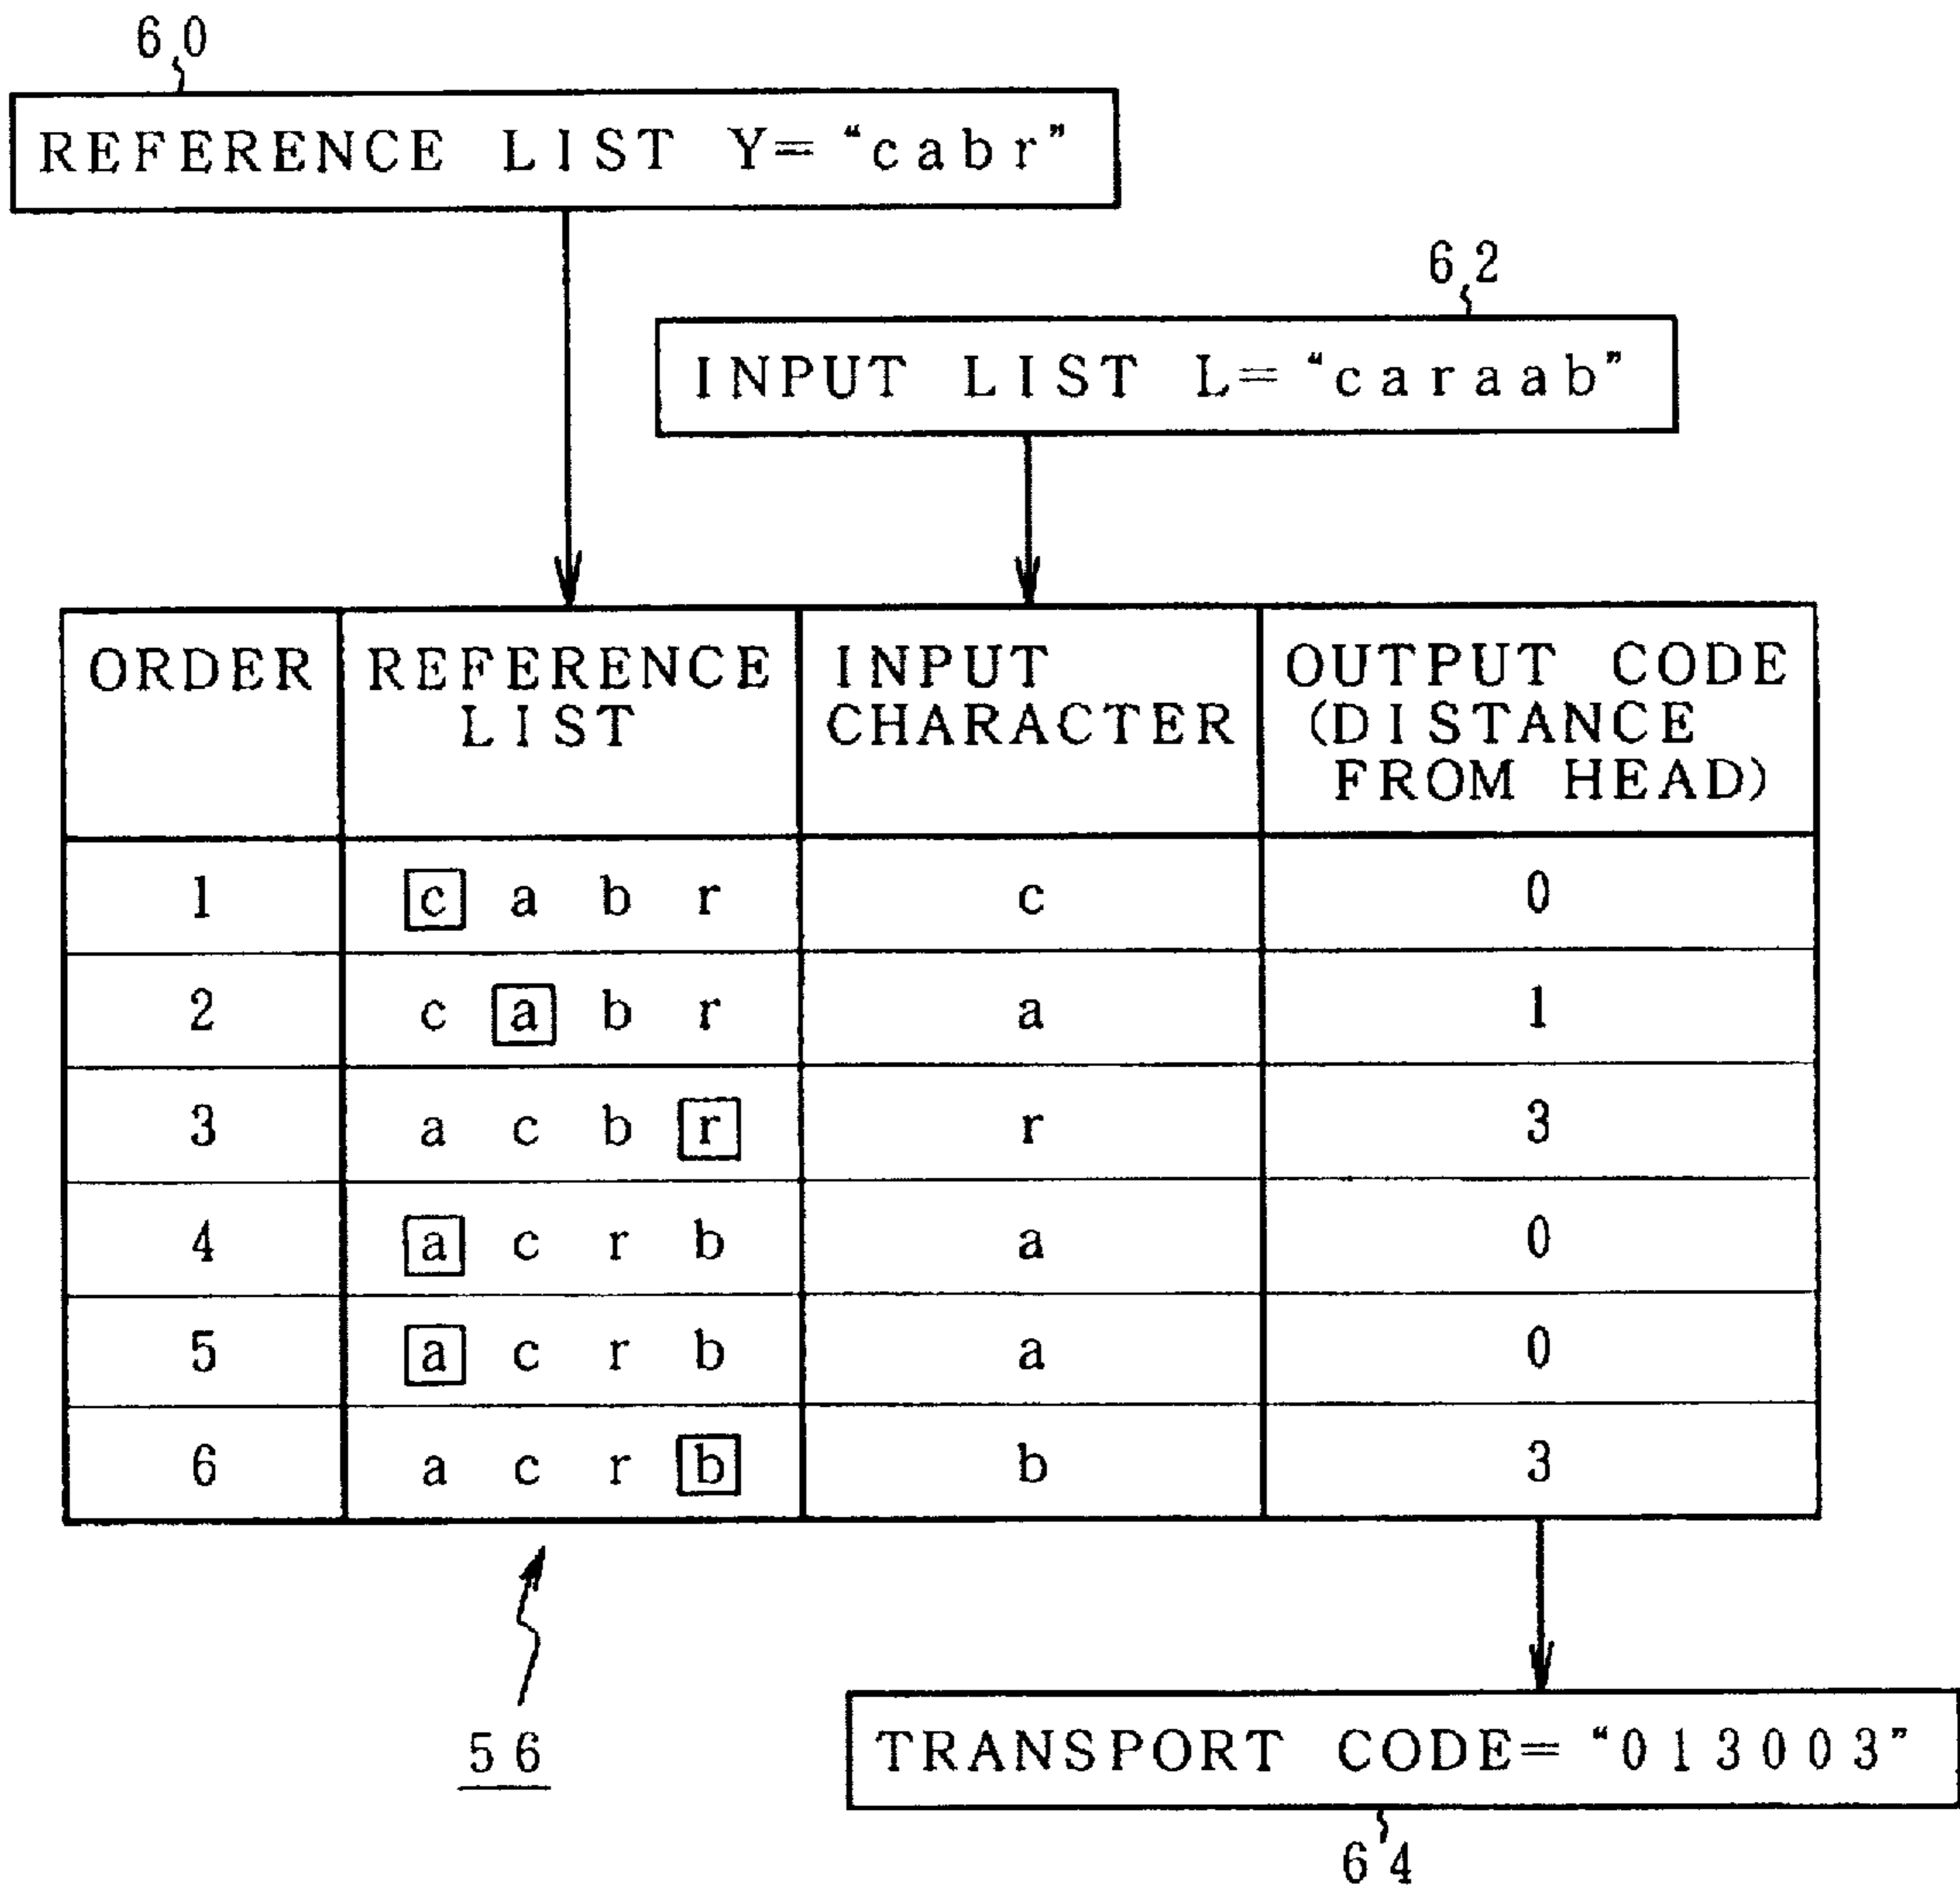 60
REFERENCE LIST Y="cabr"
62
INPUT LIST L="caraab"
ORDER REFERENCE LIST INPUT CHARACTER OUTPUT CODE (DISTANCE FROM HEAD)
1 c a b r c 0
2 c a b r a 1
3 a c b r r 3
4 a c r b a 0
5 a c r b a 0
6 a c r b b 3
56
TRANSPORT CODE="013003"
64